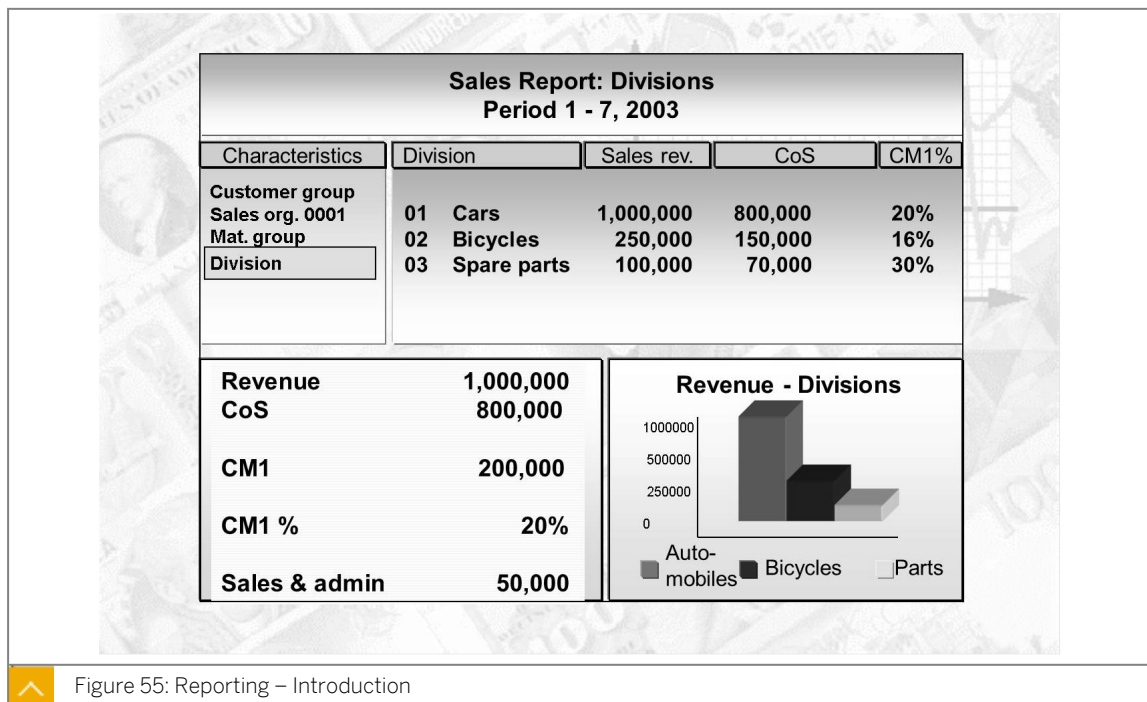 Sales Report: Divisions
Period 1 - 7, 2003
Characteristics
Customer group
Sales org. 0001
Mat. group
Division
Division Sales rev. CoS CM1%
01 Cars 1,000,000 800,000 20%
02 Bicycles 250,000 150,000 16%
03 Spare parts 100,000 70,000 30%
Revenue 1,000,000
CoS 800,000
CM1 200,000
CM1 % 20%
Sales & admin 50,000
Revenue - Divisions
1000000
500000
250000
0
Auto-
mobiles
Bicycles
Parts
Figure 55: Reporting – Introduction